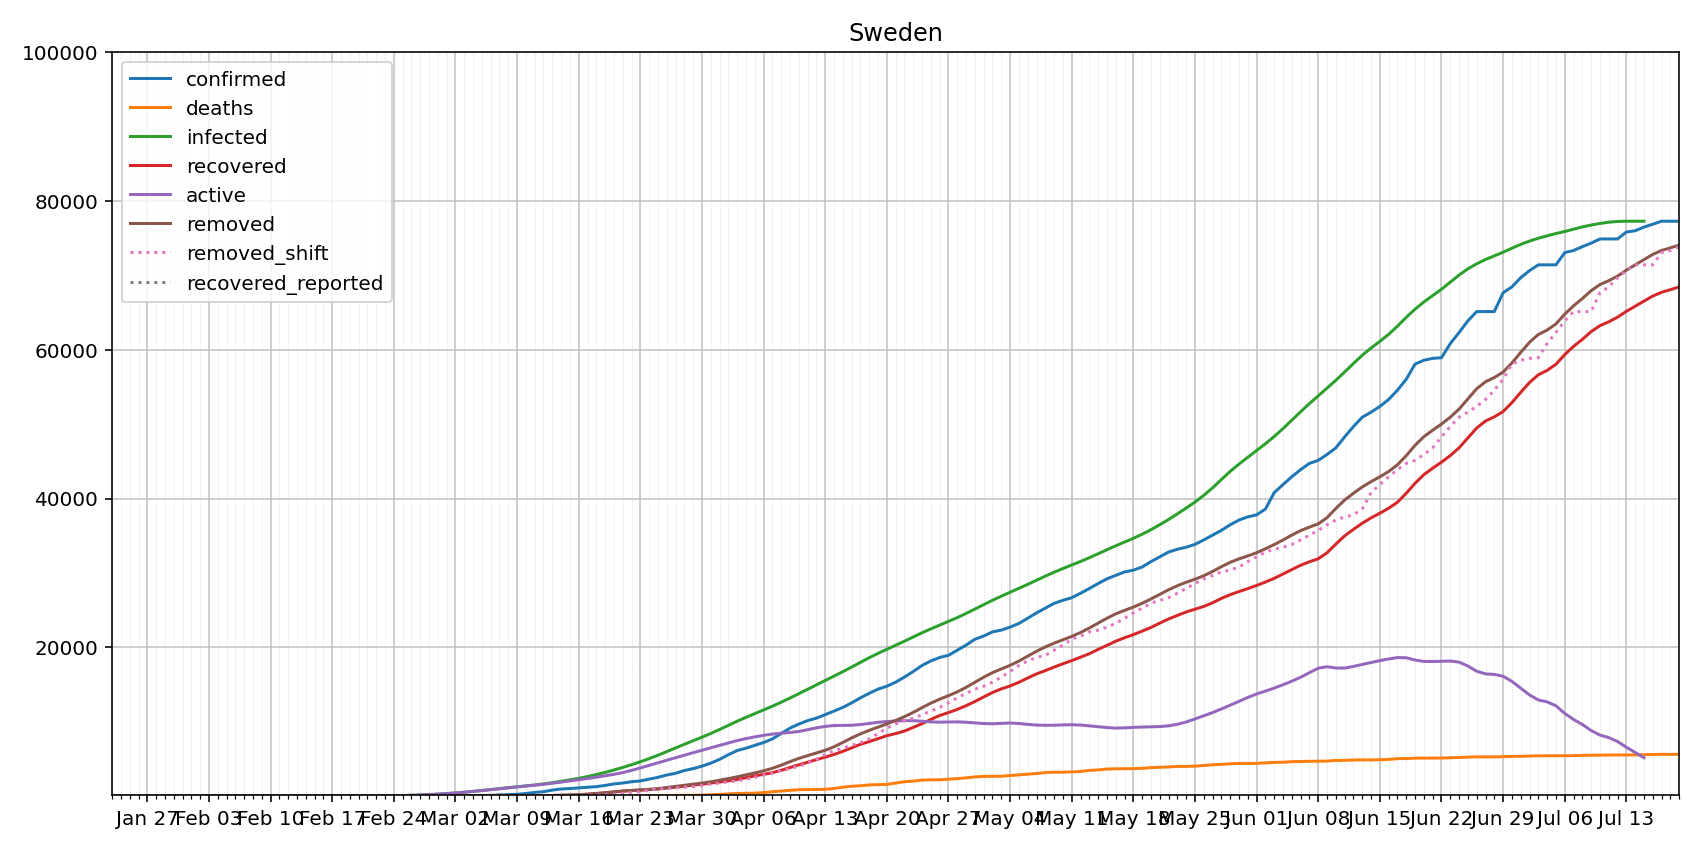 Sweden
100000
80000
60000
40000
20000
confirmed
deaths
infected
recovered
active
removed
removed_shift
recovered_reported
Jan 27 Feb 03 Feb 10 Feb 17 Feb 24 Mar 02 Mar 09 Mar 16 Mar 23 Mar 30 Apr 06 Apr 13 Apr 20 Apr 27 May 04 May 11 May 18 May 25 Jun 01 Jun 08 Jun 15 Jun 22 Jun 29 Jul 06 Jul 13